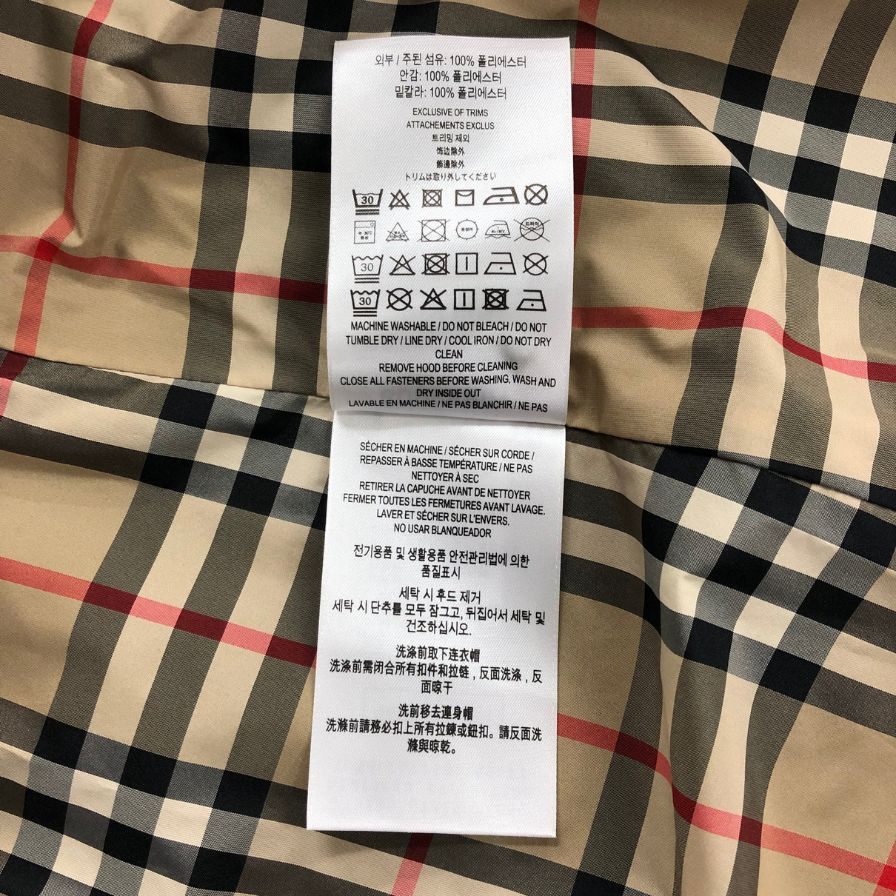 외부 / 주된 섬유: 100% 폴리에스터
안감: 100% 폴리에스터
밑칼라: 100% 폴리에스터
EXCLUSIVE OF TRIMS
ATTACHEMENTS EXCLUS
트리밍 제외
饰边除外
飾邊除外
トリムは取り外してください
30
30
30
MACHINE WASHABLE / DO NOT BLEACH / DO NOT
TUMBLE DRY / LINE DRY / COOL IRON / DO NOT DRY
CLEAN
REMOVE HOOD BEFORE CLEANING
CLOSE ALL FASTENERS BEFORE WASHING, WASH AND
DRY INSIDE OUT
LAVABLE EN MACHINE / NE PAS BLANCHIR / NE PAS
SÉCHER EN MACHINE / SÉCHER SUR CORDE /
REPASSER À BASSE TEMPÉRATURE / NE PAS
NETTOYER À SEC
RETIRER LA CAPUCHE AVANT DE NETTOYER
FERMER TOUTES LES FERMETURES AVANT LAVAGE.
LAVER ET SÉCHER SUR L'ENVERS.
NO USAR BLANQUEADOR
전기용품 및 생활용품 안전관리법에 의한
품질표시
세탁 시 후드 제거
세탁 시 단추를 모두 잠그고, 뒤집어서 세탁 및
건조하십시오.
洗涤前取下连衣帽
洗涤前需闭合所有扣件和拉链，反面洗涤，反
面晾干
洗前移去連身帽
洗滌前請務必扣上所有拉鍊或鈕扣。請反面洗
滌與晾乾。